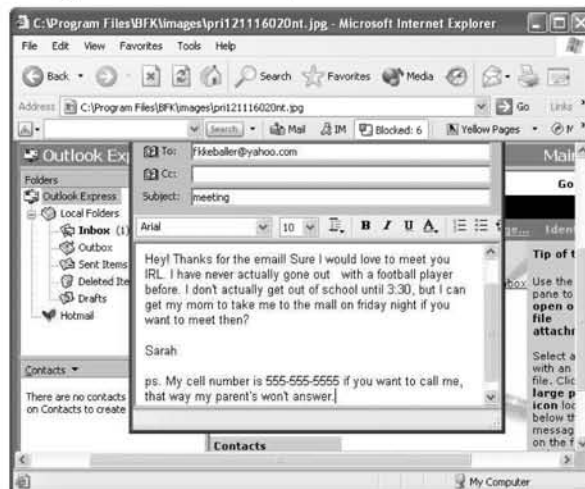 C:\Program Files\BFK\images\pri121116020nt.jpg - Microsoft Internet Explorer
File Edit View Favorites Tools Help
Back Search Favorites Media
Address C:\Program Files\BFK\images\pri121116020nt.jpg Go Links
Search Mail IM Blocked: 6 Yellow Pages
Outlook Exp
To: fkkeballer@yahoo.com
Cc:
Subject: meeting
Arial 10 B I U A
Folders
Outlook Express
Local Folders
Inbox (1)
Outbox
Sent Items
Deleted Ite
Drafts
Hotmail
Hey! Thanks for the email! Sure I would love to meet you
IRL. I have never actually gone out with a football player
before. I don't actually get out of school until 3:30, but I can
get my mom to take me to the mall on friday night if you
want to meet then?
Sarah
ps. My cell number is 555-555-5555 if you want to call me,
that way my parent's won't answer.
Contacts
There are no contacts
on Contacts to create
Contacts
Mai
Go
Iden
Tip of t
Use the
pane to
open o
file
attachr
Select a
with an
file. Clic
large p
icon loc
below th
messag
on the f
My Computer